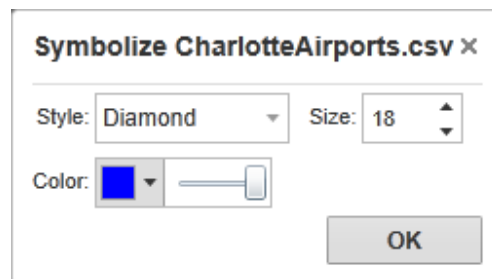 Symbolize CharlotteAirports.csv ×
Style: Diamond Size: 18
Color:
OK